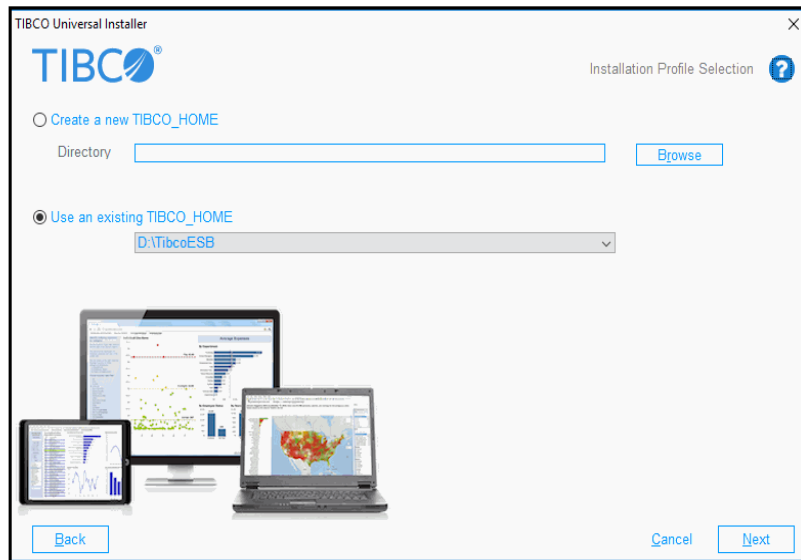 TIBCO Universal Installer
TIBCO®
Installation Profile Selection
Create a new TIBCO_HOME
Directory
Browse
Use an existing TIBCO_HOME
D:\TibcoESB
Back
Cancel
Next